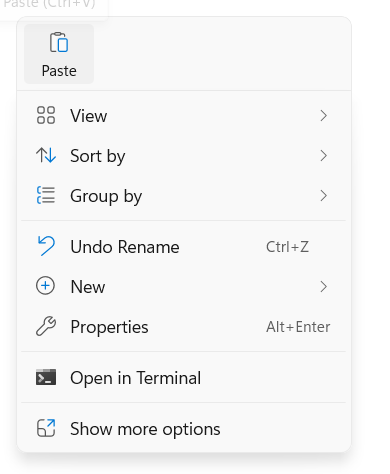 Paste (Ctrl+V)
Paste
View
Sort by
Group by
Undo Rename Ctrl+Z
New
Properties Alt+Enter
Open in Terminal
Show more options